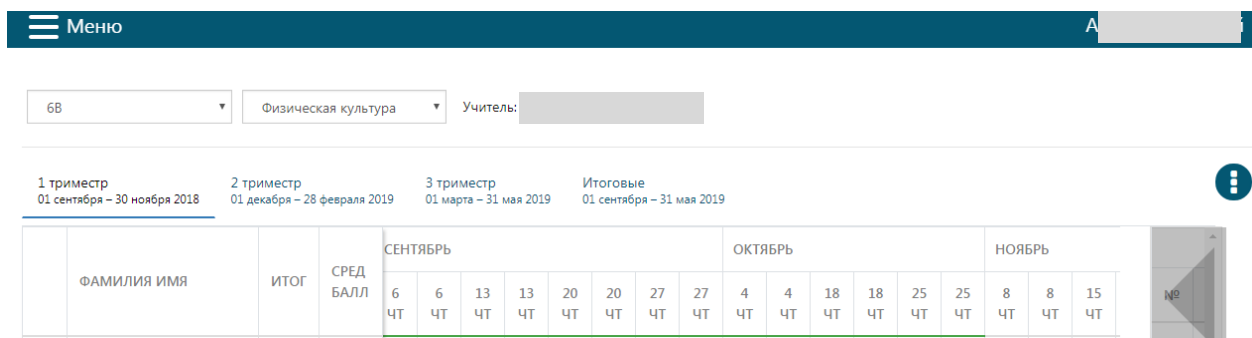 Меню
А
6В
Физическая культура
Учитель:
1 триместр
01 сентября – 30 ноября 2018
2 триместр
01 декабря – 28 февраля 2019
3 триместр
01 марта – 31 мая 2019
Итоговые
01 сентября – 31 мая 2019
ФАМИЛИЯ ИМЯ
ИТОГ
СРЕД
БАЛЛ
СЕНТЯБРЬ
ОКТЯБРЬ
НОЯБРЬ
6 6 13 13 20 20 27 27 4 4 18 18 25 25 8 8 15
ЧТ ЧТ ЧТ ЧТ ЧТ ЧТ ЧТ ЧТ ЧТ ЧТ ЧТ ЧТ ЧТ ЧТ ЧТ ЧТ ЧТ
№